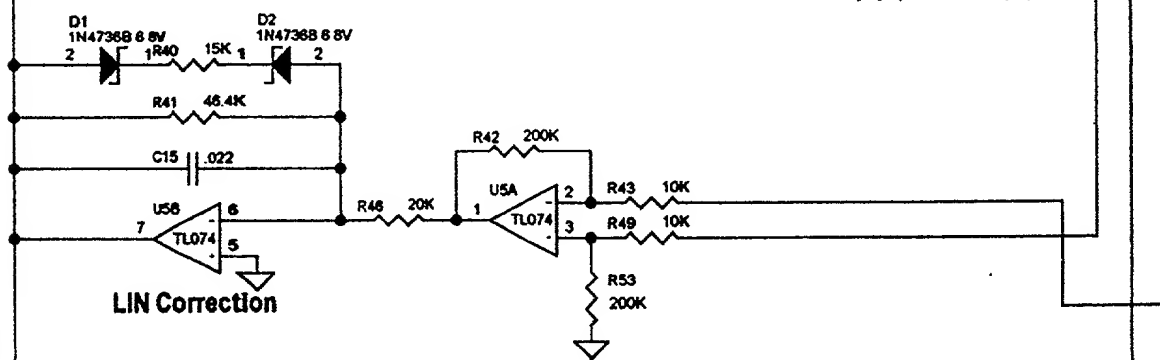 D1
1N4736B 6 8V
D2
1N4736B 6 8V
2
1
R40
15K
1
2
R41
46.4K
C15
.022
R42
200K
U5B
6
7
TL074
5
R46
20K
1
U5A
TL074
2
3
R43
10K
R49
10K
R53
200K
LIN Correction